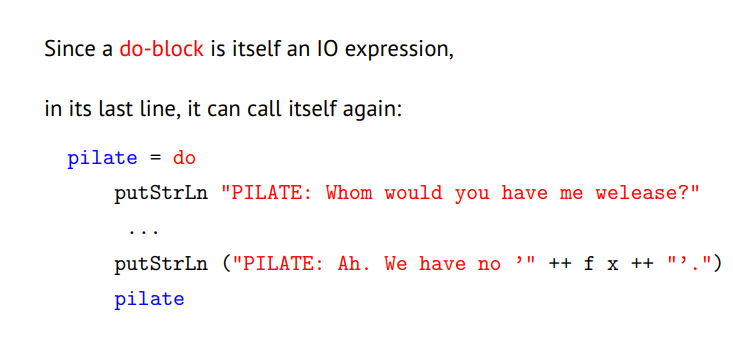 Since a do-block is itself an IO expression,
in its last line, it can call itself again:
pilate = do
putStrLn "PILATE: Whom would you have me welease?"
...
putStrLn ("PILATE: Ah. We have no ’" ++ f x ++ "’.")
pilate